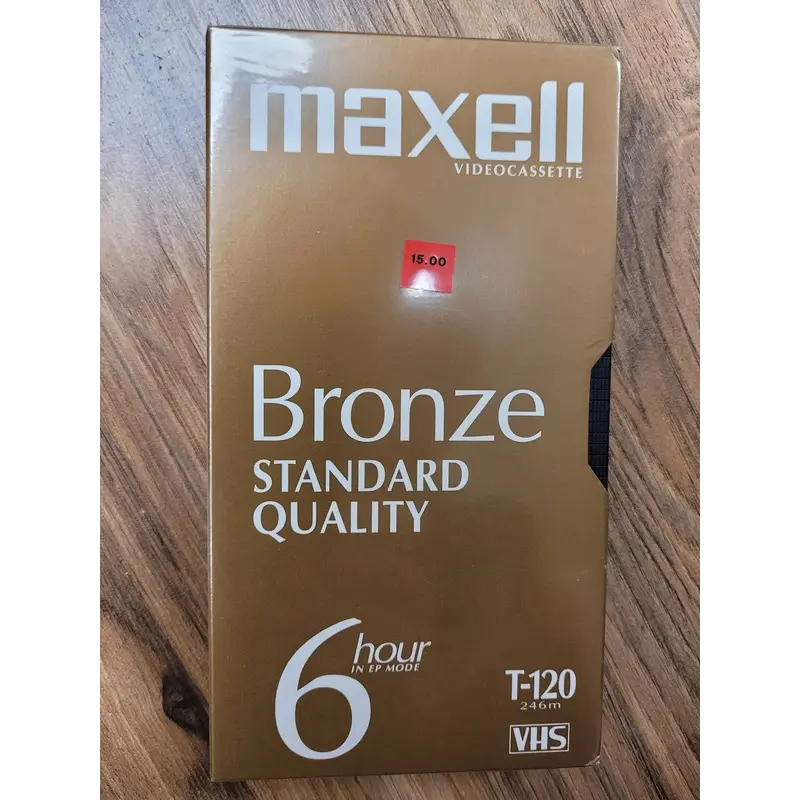 maxell
VIDEOCASSETTE
15.00
Bronze
STANDARD
QUALITY
6 hour
IN EP MODE
T-120
246m
VHS